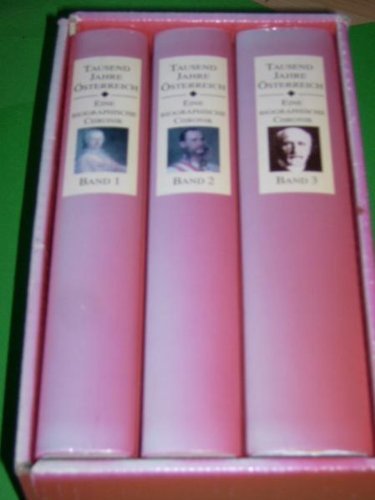 TAUSEND
JAHRE
ÖSTERREICH
EINE
BIOGRAPHISCHE
CHRONIK
BAND 1
TAUSEND
JAHRE
ÖSTERREICH
EINE
BIOGRAPHISCHE
CHRONIK
BAND 2
TAUSEND
JAHRE
ÖSTERREICH
EINE
BIOGRAPHISCHE
CHRONIK
BAND 3